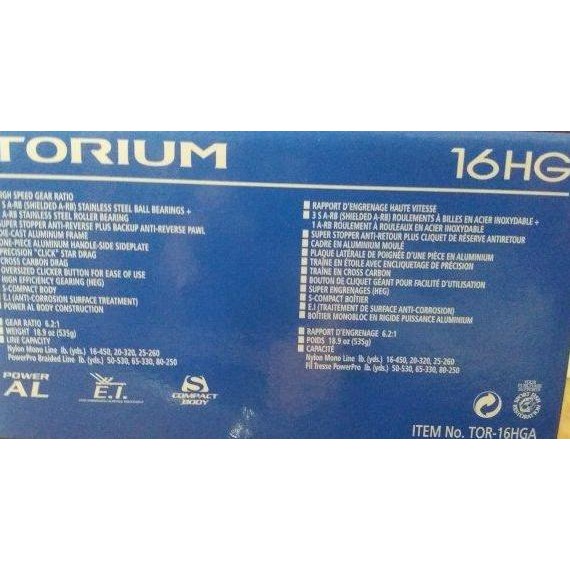 TORIUM 16HG
GH SPEED GEAR RATIO
S A-RB (SHIELDED A-RB) STAINLESS STEEL BALL BEARINGS +
A-RB STAINLESS STEEL ROLLER BEARING
SUPER STOPPER ANTI-REVERSE PLUS BACKUP ANTI-REVERSE PAWL
DIE-CAST ALUMINUM FRAME
ONE-PIECE ALUMINUM HANDLE-SIDE SIDEPLATE
PRECISION "CLICK" STAR DRAG
CROSS CARBON DRAG
OVERSIZED CLICKER BUTTON FOR EASE OF USE
HIGH EFFICIENCY GEARING (HEG)
S-COMPACT BODY
E.I (ANTI-CORROSION SURFACE TREATMENT)
POWER AL BODY CONSTRUCTION
GEAR RATIO 6.2:1
WEIGHT 18.9 oz (535g)
LINE CAPACITY
Nylon Mono Line lb. (yds.) 16-450, 20-320, 25-260
PowerPro Braided Line lb. (yds.) 50-530, 65-330, 80-250
RAPPORT D'ENGRENAGE HAUTE VITESSE
3 S A-RB (SHIELDED A-RB) ROULEMENTS À BILLES EN ACIER INOXYDABLE +
1 A-RB ROULEMENT À ROULEAUX EN ACIER INOXYDABLE
SUPER STOPPER ANTI-RETOUR PLUS CLIQUET DE RÉSERVE ANTIRETOUR
CADRE EN ALUMINIUM MOULÉ
PLAQUE LATÉRALE DE POIGNÉE D'UNE PIÈCE EN ALUMINIUM
TRAÎNE EN ÉTOILE AVEC ENCLIQUETAGE DE PRÉCISION
TRAÎNE EN CROSS CARBON
BOUTON DE CLIQUET GÉANT POUR FACILITÉ D'UTILISATION
SUPER ENGRENAGES (HEG)
S-COMPACT BOÎTIER
E.I (TRAITEMENT DE SURFACE ANTI-CORROSION)
BOÎTIER MONOBLOC EN RIGIDE PUISSANCE ALUMINIUM
RAPPORT D'ENGRENAGE 6.2:1
POIDS 18.9 oz (535g)
CAPACITÉ
Nylon Mono Line lb. (yds.) 16-450, 20-320, 25-260
Fil Tresse PowerPro lb. (yds.) 50-530, 65-330, 80-250
POWER
AL
E.I.
S
COMPACT
BODY
ITEM No. TOR-16HGA